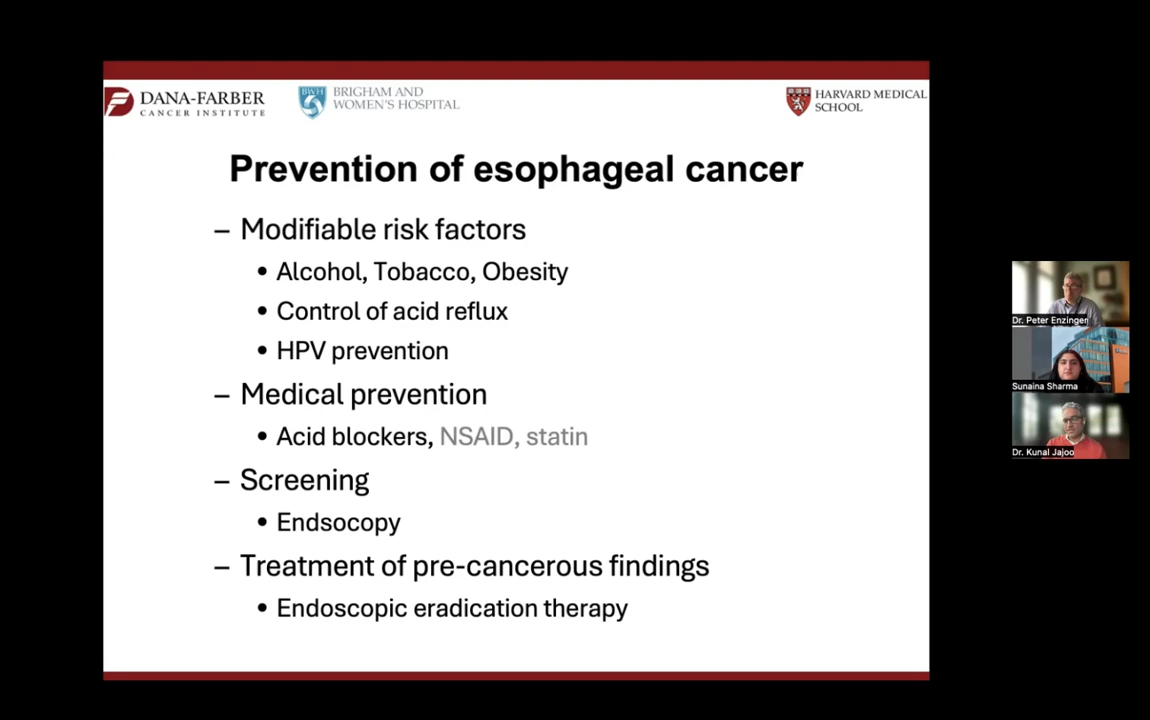 DANA-FARBER
CANCER INSTITUTE
BWH
BRIGHAM AND
WOMEN'S HOSPITAL
HARVARD MEDICAL
SCHOOL
Prevention of esophageal cancer
– Modifiable risk factors
• Alcohol, Tobacco, Obesity
• Control of acid reflux
• HPV prevention
– Medical prevention
• Acid blockers, NSAID, statin
– Screening
• Endsocopy
– Treatment of pre-cancerous findings
• Endoscopic eradication therapy
Dr. Peter Enzinger
Sunaina Sharma
Dr. Kunal Jajoo